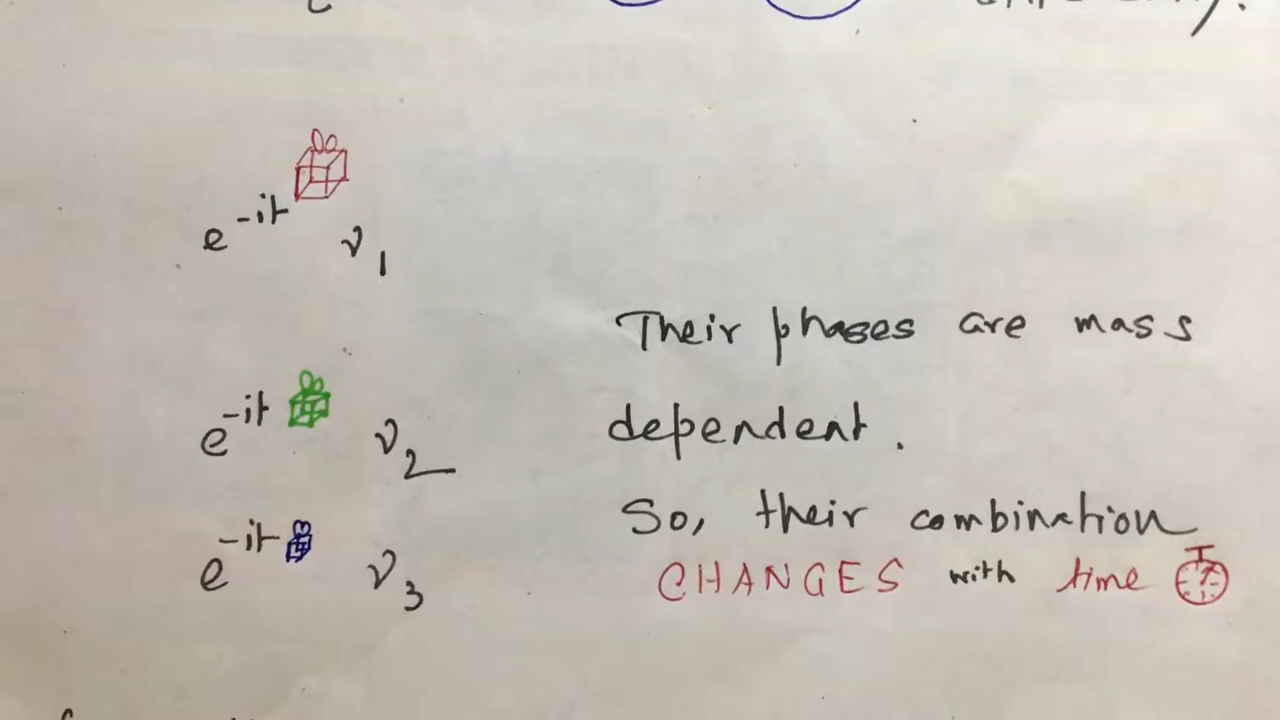 e^-it ν1
Their phases are mass
e^-it ν2
dependent.
So, their combination
e^-it ν3
CHANGES with time